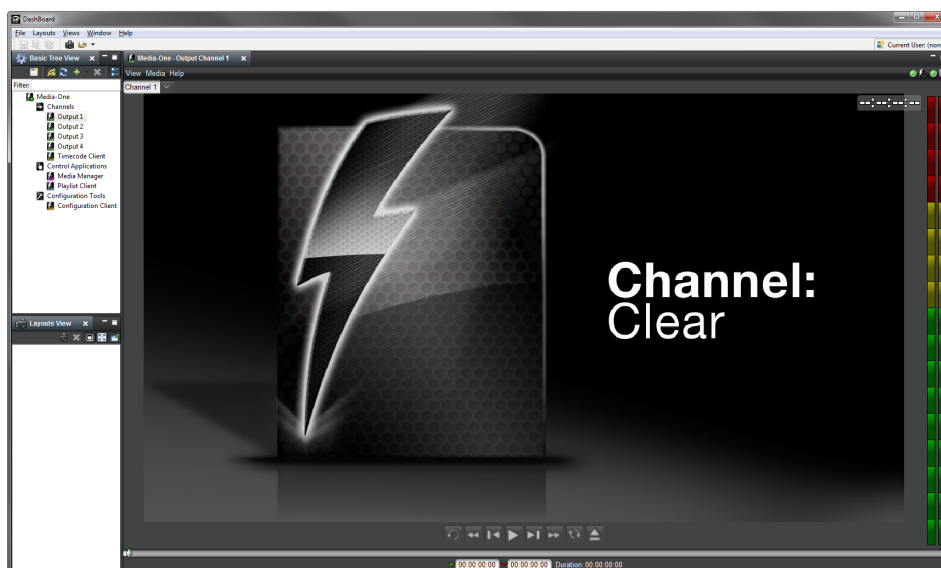 DashBoard
File Layouts Views Window Help
Current User: (non
Basic Tree View
Media-One - Output Channel 1
View Media Help
Filter:
Channel 1
Media-One
Channels
Output 1
Output 2
Output 3
Output 4
Timecode Client
Control Applications
Media Manager
Playlist Client
Configuration Tools
Configuration Client
--:--:--:--
Channel:
Clear
Layouts View
00:00:00:00 00:00:00:00 Duration: 00:00:00:00